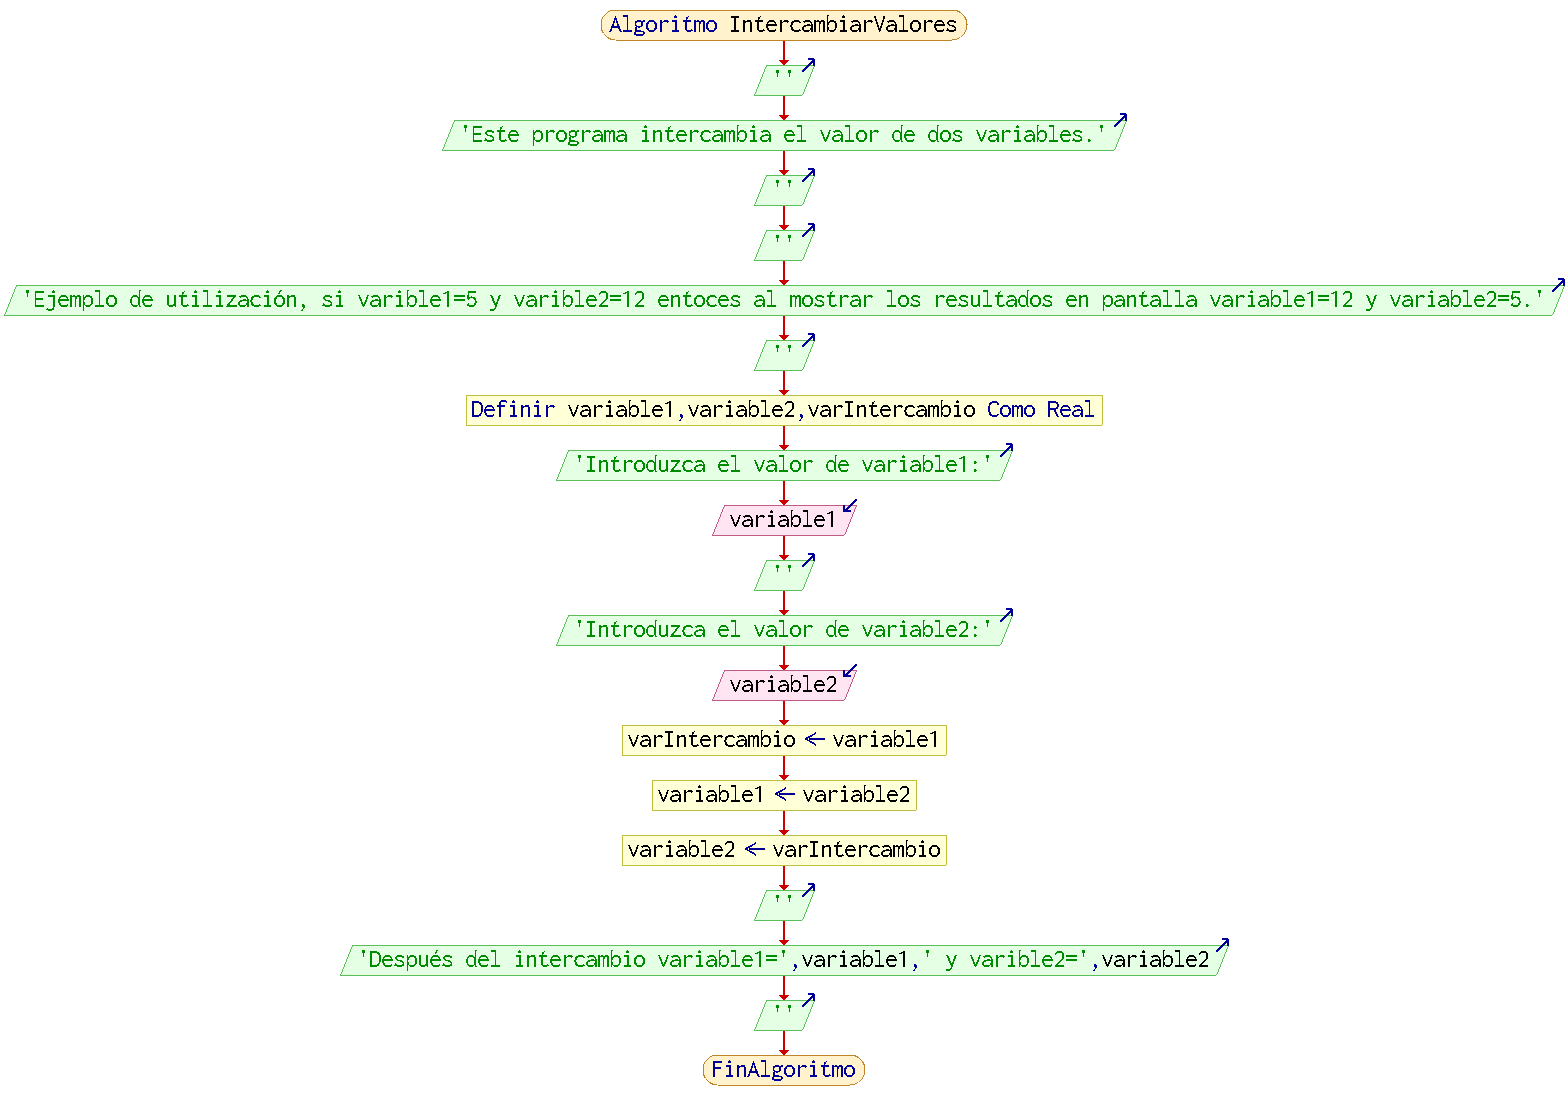 Algoritmo IntercambiarValores
''
'Este programa intercambia el valor de dos variables.'
''
''
'Ejemplo de utilización, si varible1=5 y varible2=12 entoces al mostrar los resultados en pantalla variable1=12 y variable2=5.'
''
Definir variable1,variable2,varIntercambio Como Real
'Introduzca el valor de variable1:'
variable1
''
'Introduzca el valor de variable2:'
variable2
varIntercambio ← variable1
variable1 ← variable2
variable2 ← varIntercambio
''
'Después del intercambio variable1=',variable1,' y varible2=',variable2
''
FinAlgoritmo